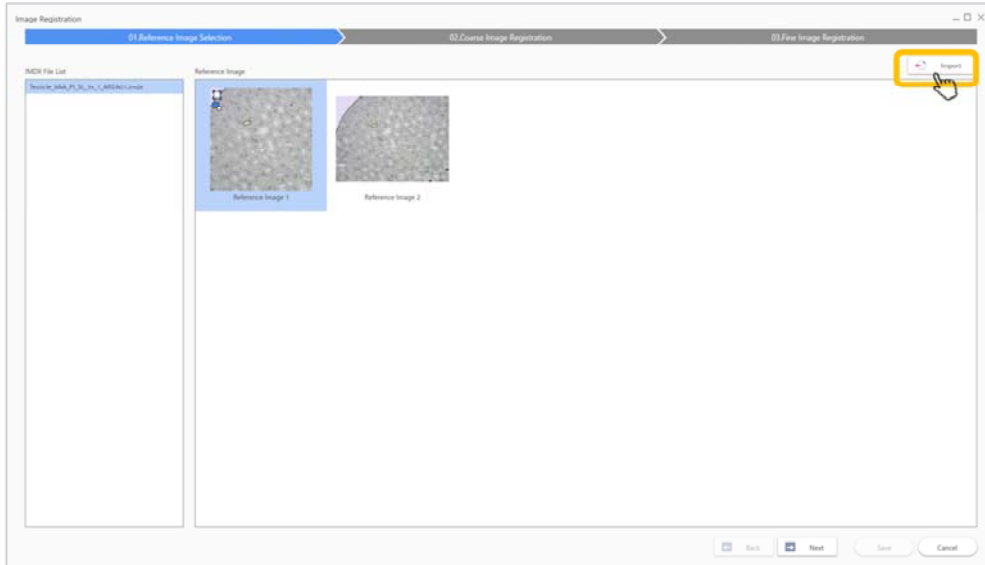 Image Registration
01.Reference Image Selection
02.Coarse Image Registration
03.Fine Image Registration
Import
IMDX File List
Reference Image
Reference Image 1
Reference Image 2
Back
Next
Save
Cancel